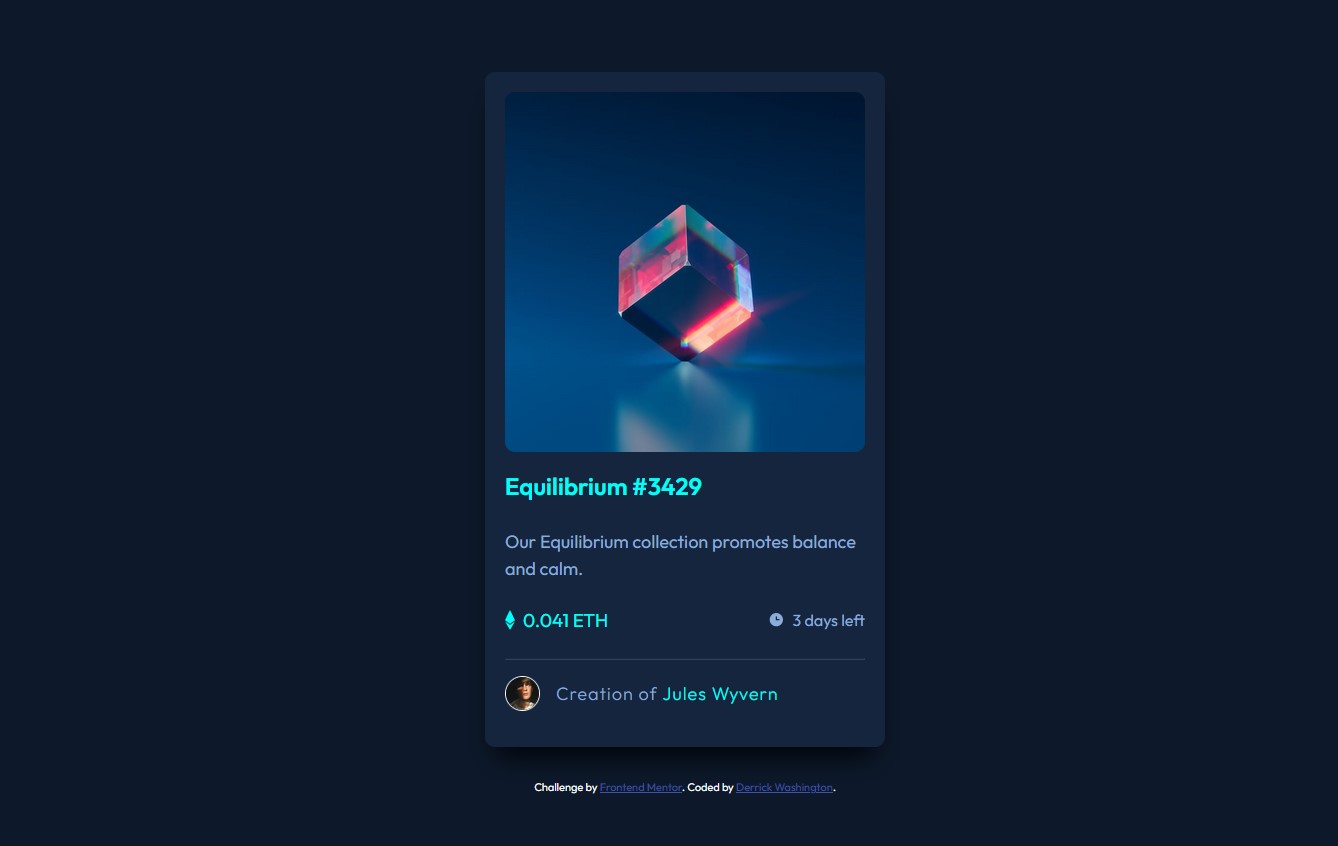 Equilibrium #3429
Our Equilibrium collection promotes balance
and calm.
0.041 ETH
3 days left
Creation of Jules Wyvern
Challenge by Frontend Mentor. Coded by Derrick Washington.